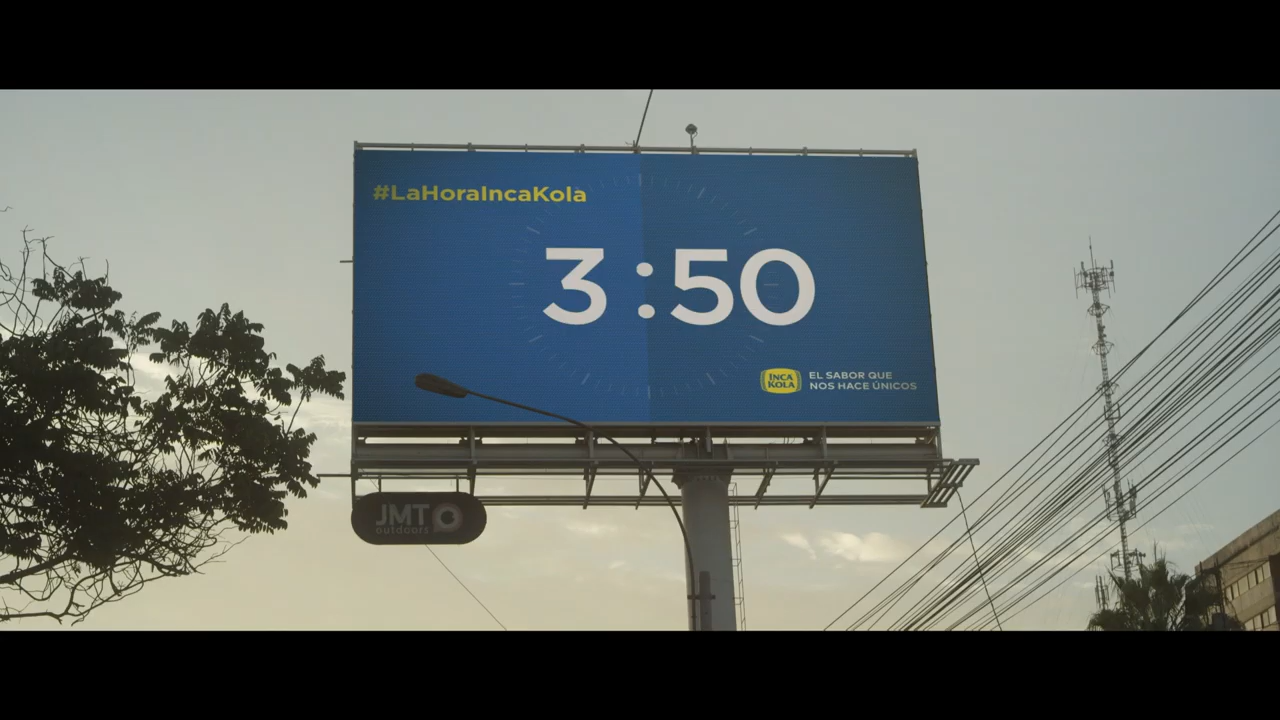 #LaHoraIncaKola
3:50
INCA
KOLA
EL SABOR QUE
NOS HACE ÚNICOS
JMT
outdoors